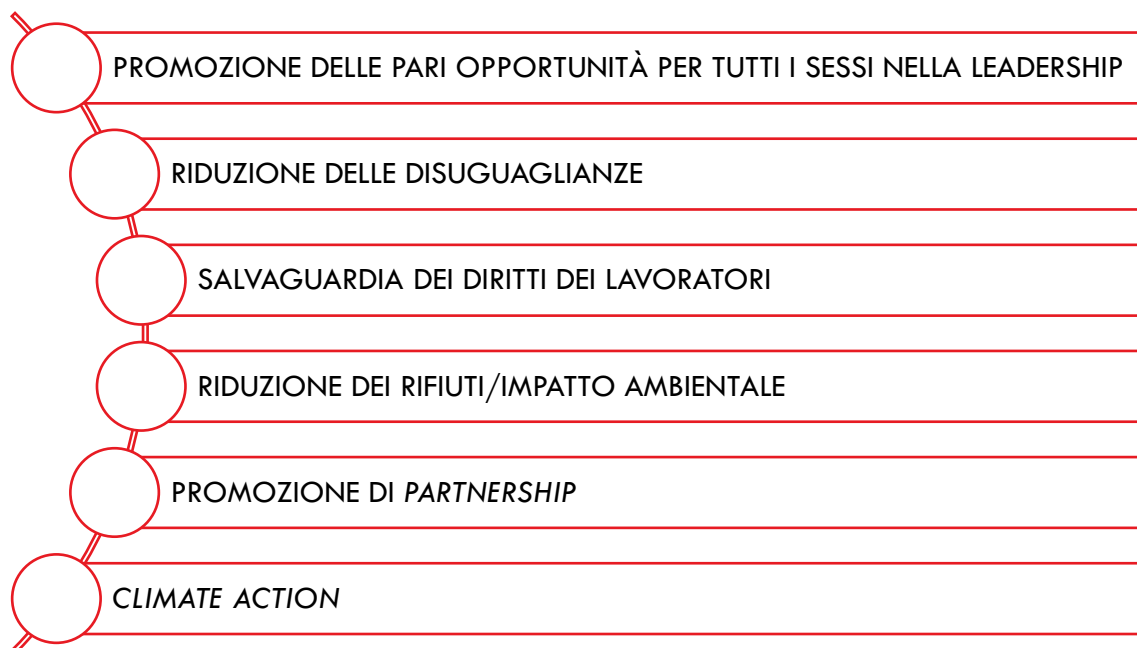 PROMOZIONE DELLE PARI OPPORTUNITÀ PER TUTTI I SESSI NELLA LEADERSHIP
RIDUZIONE DELLE DISUGUAGLIANZE
SALVAGUARDIA DEI DIRITTI DEI LAVORATORI
RIDUZIONE DEI RIFIUTI/IMPATTO AMBIENTALE
PROMOZIONE DI PARTNERSHIP
CLIMATE ACTION